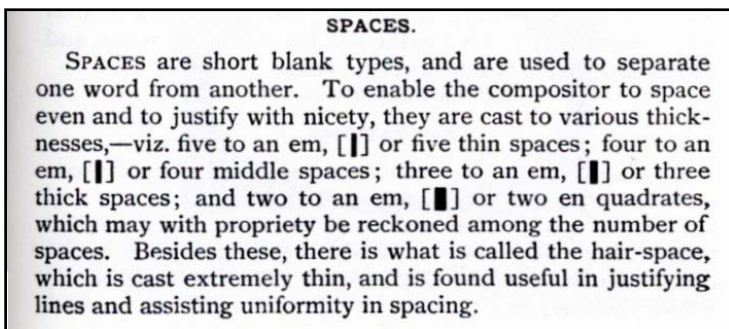 SPACES.
SPACES are short blank types, and are used to separate
one word from another. To enable the compositor to space
even and to justify with nicety, they are cast to various thick-
nesses,—viz. five to an em, [▐] or five thin spaces; four to an
em, [▐] or four middle spaces; three to an em, [▐] or three
thick spaces; and two to an em, [█] or two en quadrates,
which may with propriety be reckoned among the number of
spaces. Besides these, there is what is called the hair-space,
which is cast extremely thin, and is found useful in justifying
lines and assisting uniformity in spacing.